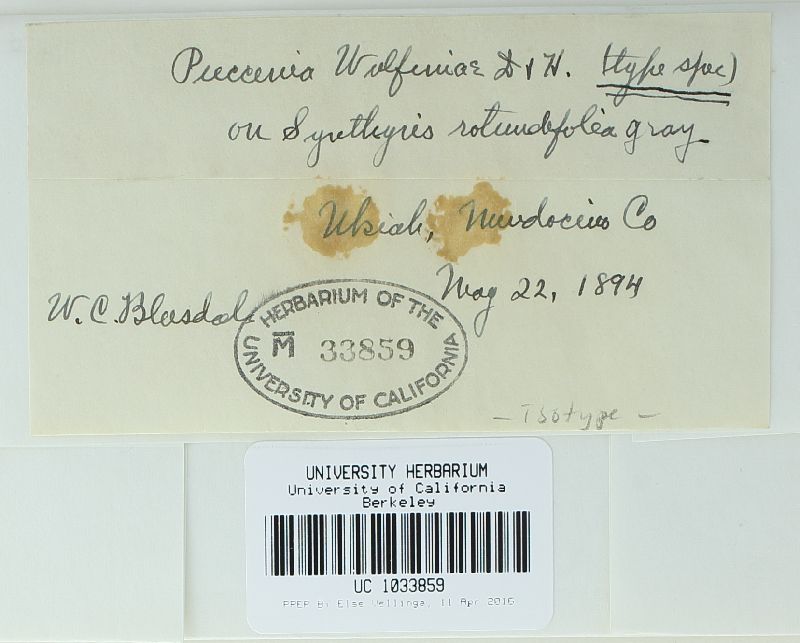 Puccinia Wulfeniae D & H. (type spec)
on Synthyris rotundifolia gray
Ukiah, Mendocino Co
May 22, 1894
W. C. Blasdale
HERBARIUM OF THE
M 33859
UNIVERSITY OF CALIFORNIA
- Isotype -
UNIVERSITY HERBARIUM
University of California
Berkeley
UC 1033859
PREP By Else Vellinga, 11 Apr 2016